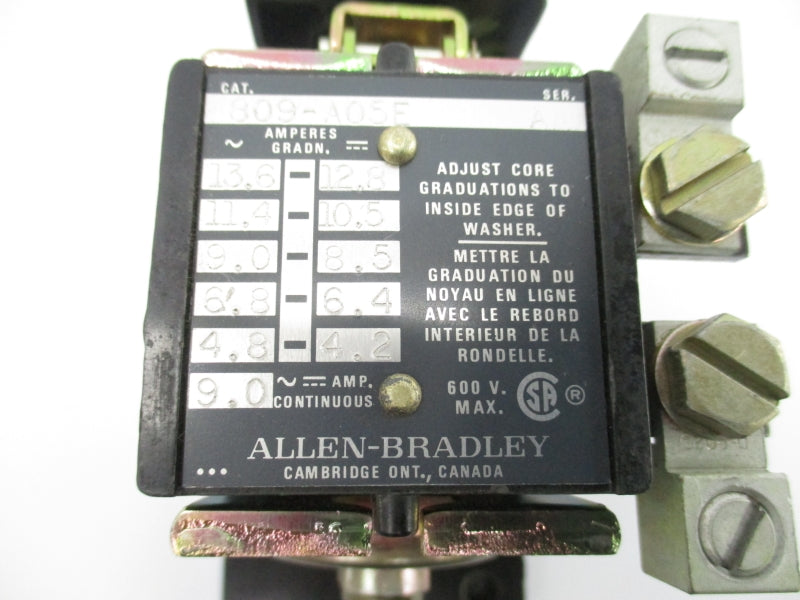 CAT. SER.
809-A05E A
AMPERES
~ GRADN. ⎓
13.6 - 12.8
11.4 - 10.5
9.0 - 8.5
6.8 - 6.4
4.8 - 4.2
9.0 ~ ⎓ AMP.
CONTINUOUS
ADJUST CORE
GRADUATIONS TO
INSIDE EDGE OF
WASHER.
METTRE LA
GRADUATION DU
NOYAU EN LIGNE
AVEC LE REBORD
INTERIEUR DE LA
RONDELLE.
600 V.
MAX.
SA ®
ALLEN-BRADLEY
CAMBRIDGE ONT., CANADA